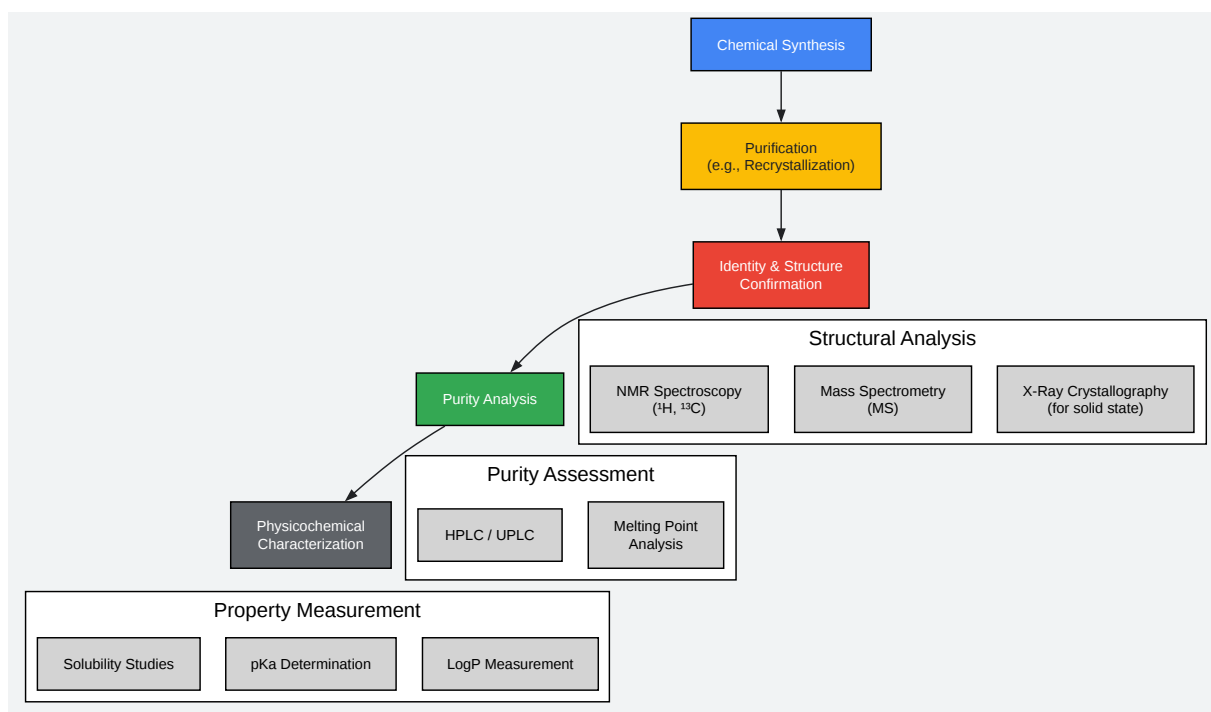 Chemical Synthesis
Purification
(e.g., Recrystallization)
Identity & Structure
Confirmation
Structural Analysis
NMR Spectroscopy
(¹H, ¹³C)
Mass Spectrometry
(MS)
X-Ray Crystallography
(for solid state)
Purity Analysis
Purity Assessment
HPLC / UPLC
Melting Point
Analysis
Physicochemical
Characterization
Property Measurement
Solubility Studies
pKa Determination
LogP Measurement